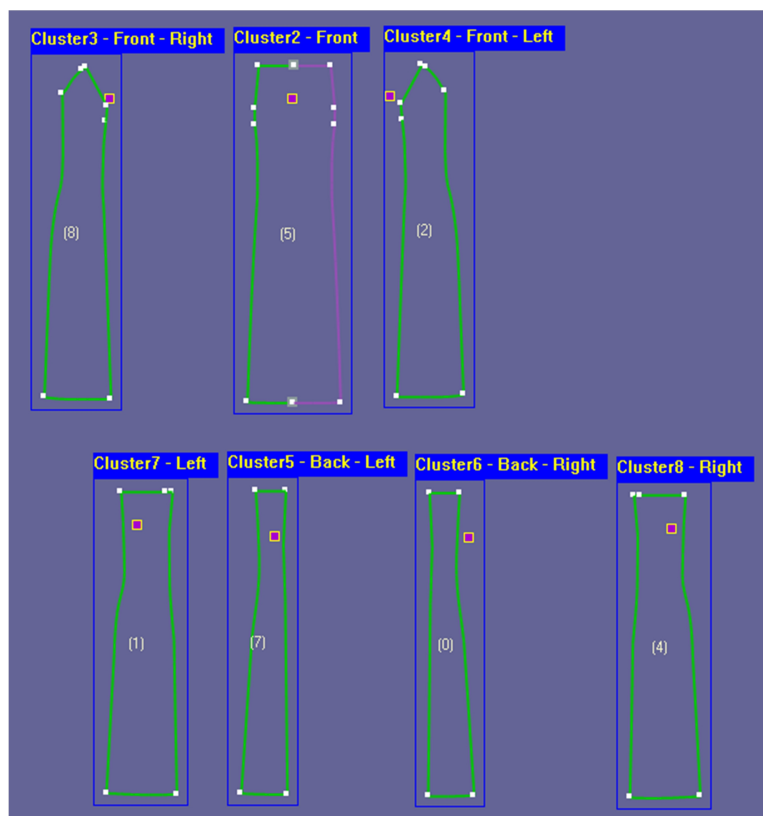 Cluster3 - Front - Right
Cluster2 - Front
Cluster4 - Front - Left
(8)
(5)
(2)
Cluster7 - Left
Cluster5 - Back - Left
Cluster6 - Back - Right
Cluster8 - Right
(1)
(7)
(0)
(4)